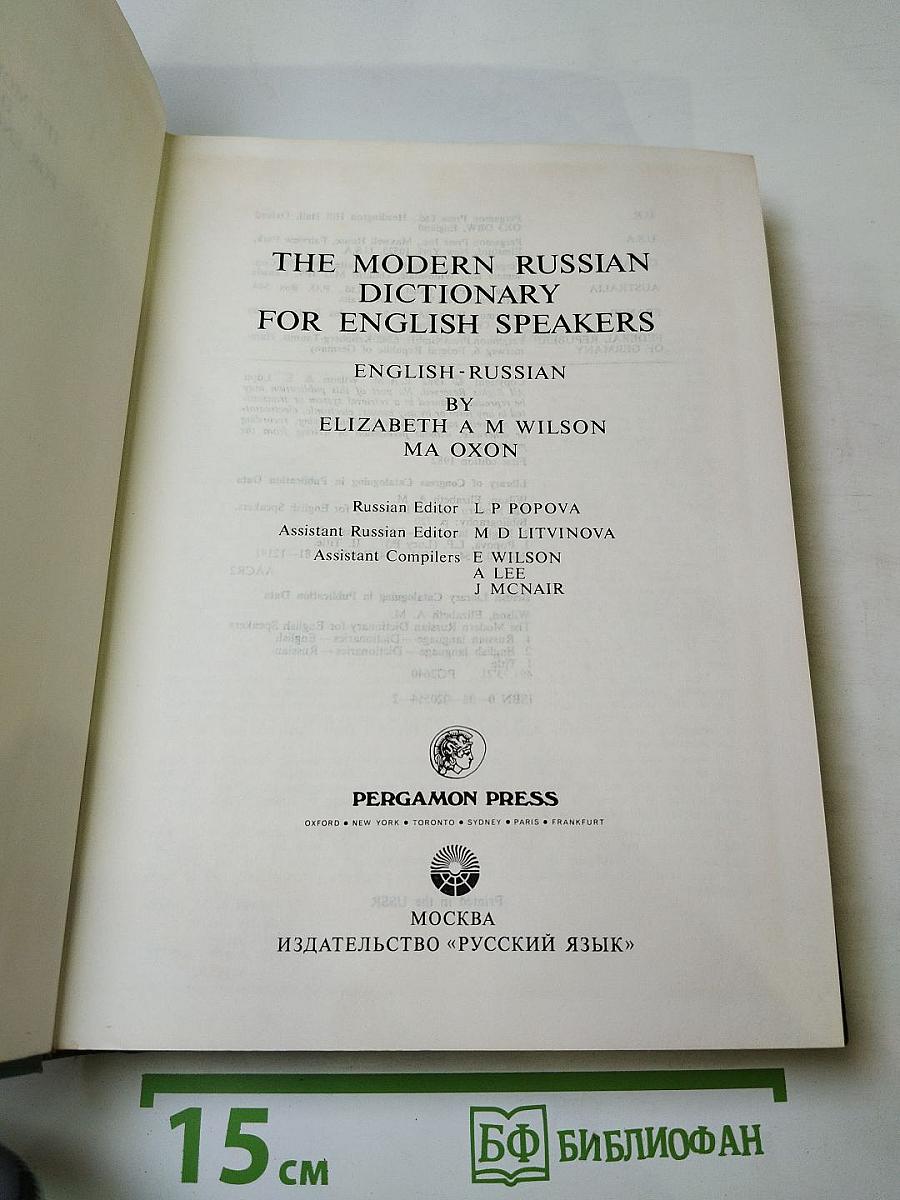 THE MODERN RUSSIAN
DICTIONARY
FOR ENGLISH SPEAKERS
ENGLISH-RUSSIAN
BY
ELIZABETH A M WILSON
MA OXON
Russian Editor L P POPOVA
Assistant Russian Editor M D LITVINOVA
Assistant Compilers E WILSON
A LEE
J MCNAIR
PERGAMON PRESS
OXFORD • NEW YORK • TORONTO • SYDNEY • PARIS • FRANKFURT
МОСКВА
ИЗДАТЕЛЬСТВО «РУССКИЙ ЯЗЫК»
15 см
БФ БИБЛИОФАН